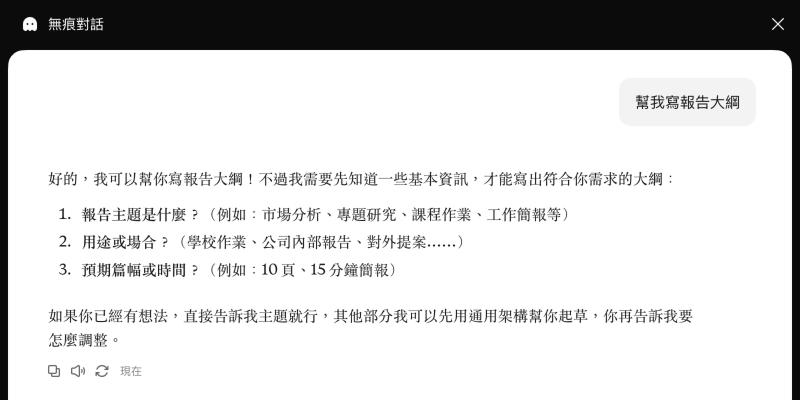 無痕對話
幫我寫報告大綱
好的，我可以幫你寫報告大綱！不過我需要先知道一些基本資訊，才能寫出符合你需求的大綱：
1. 報告主題是什麼？（例如：市場分析、專題研究、課程作業、工作簡報等）
2. 用途或場合？（學校作業、公司內部報告、對外提案……）
3. 預期篇幅或時間？（例如：10 頁、15 分鐘簡報）
如果你已經有想法，直接告訴我主題就行，其他部分我可以先用通用架構幫你起草，你再告訴我要
怎麼調整。
現在